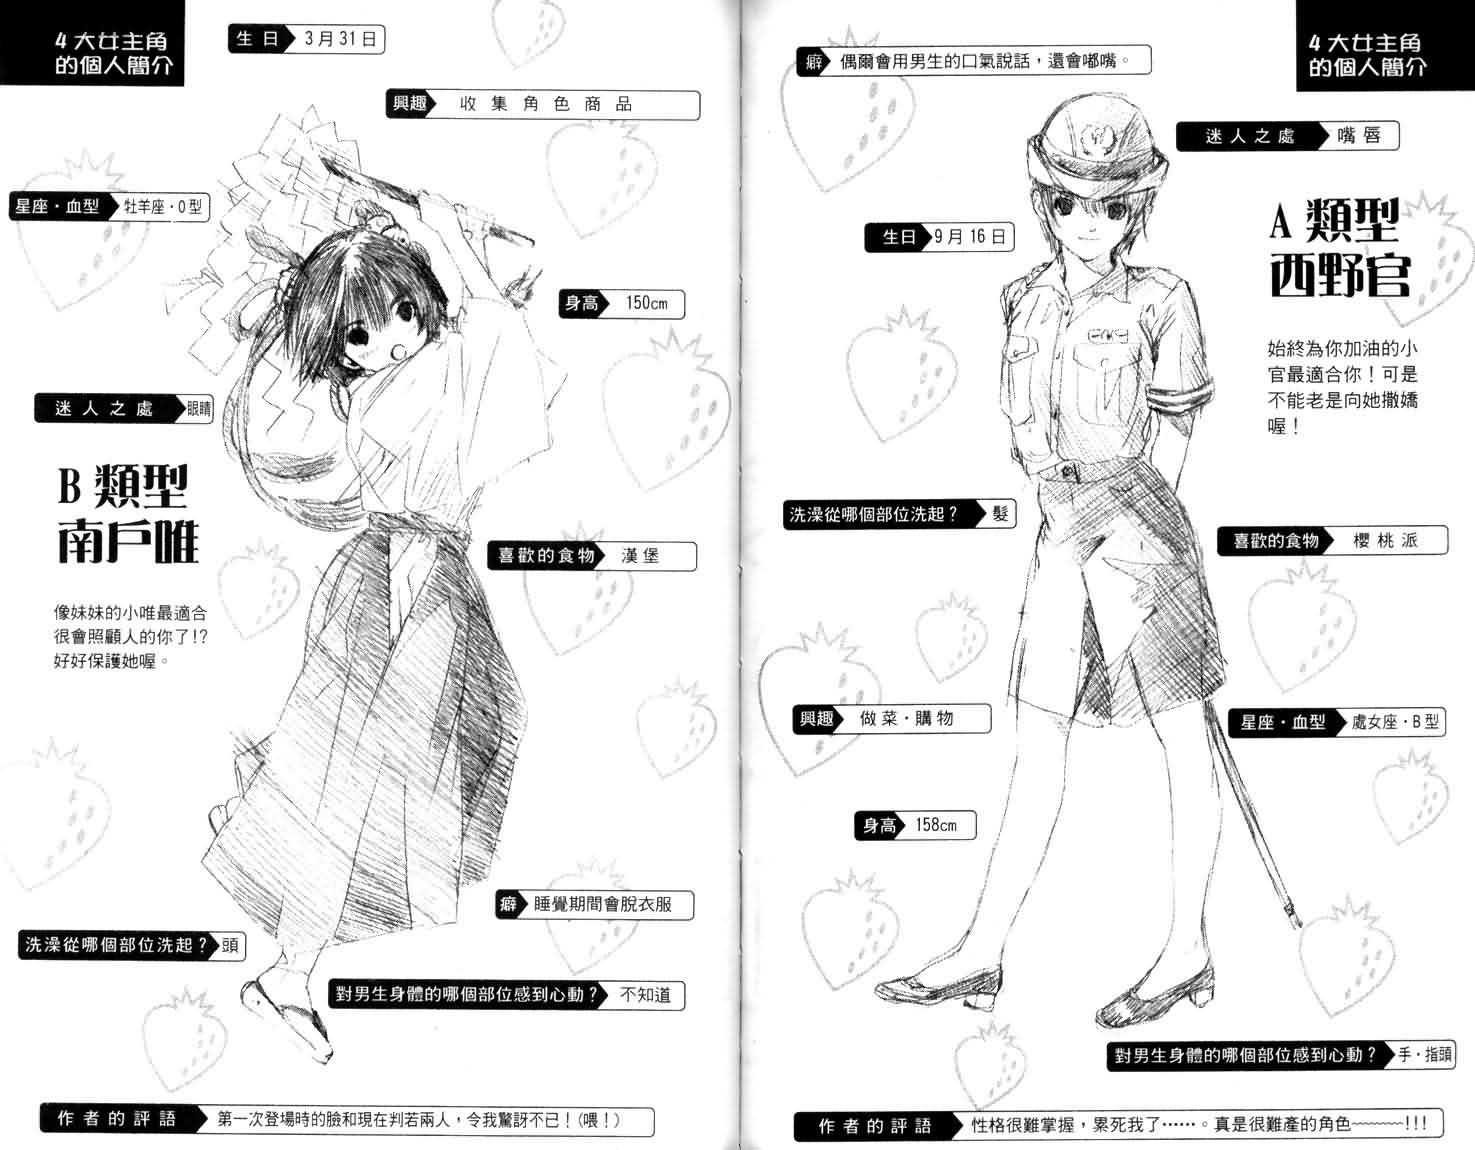 4大女主角
的個人簡介
癖 偶爾會用男生的口氣說話，還會嘟嘴。
迷人之處 嘴唇
生日 9月16日
A 類型
西野官
始終為你加油的小
官最適合你！可是
不能老是向她撒嬌
喔！
洗澡從哪個部位洗起？ 髮
喜歡的食物 櫻桃派
興趣 做菜・購物
星座・血型 處女座・B型
身高 158cm
對男生身體的哪個部位感到心動？ 手・指頭
作者的評語 性格很難掌握，累死我了……。真是很難產的角色~~~~~!!!
4大女主角
的個人簡介
生日 3月31日
興趣 收集角色商品
星座・血型 牡羊座・O型
身高 150cm
迷人之處 眼睛
B 類型
南戶唯
像妹妹的小唯最適合
很會照顧人的你了!?
好好保護她喔。
喜歡的食物 漢堡
癖 睡覺期間會脫衣服
洗澡從哪個部位洗起？ 頭
對男生身體的哪個部位感到心動？ 不知道
作者的評語 第一次登場時的臉和現在判若兩人，令我驚訝不已！(喂！)